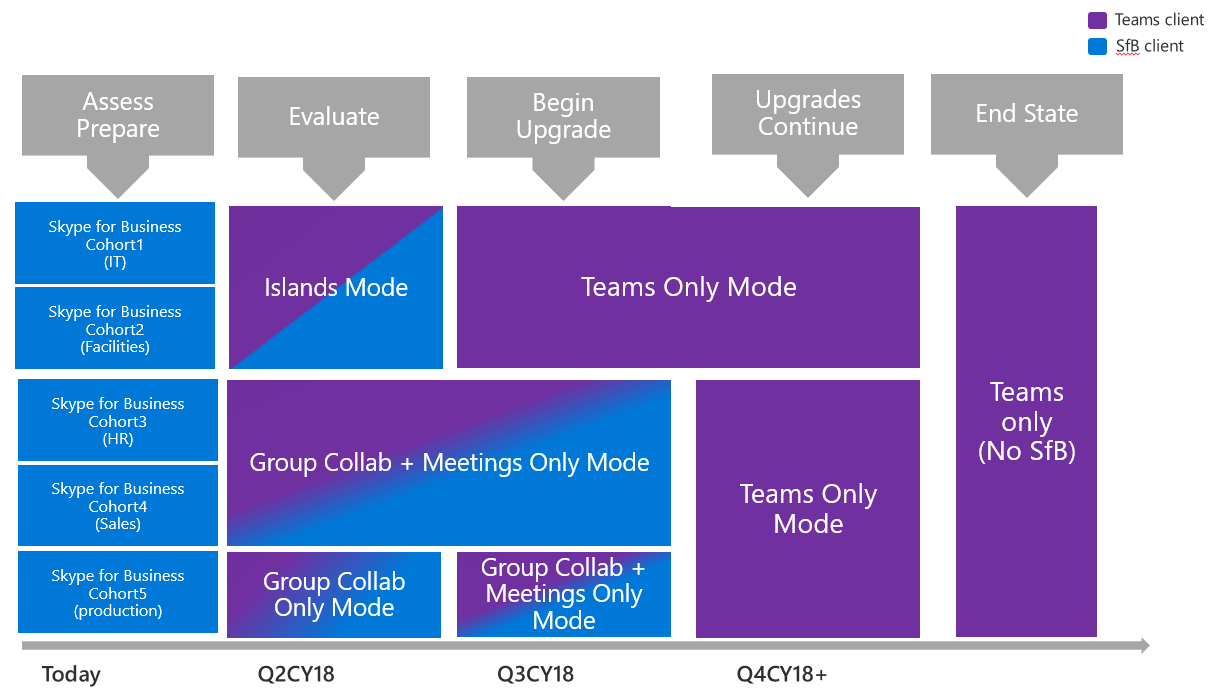 Teams client
SfB client
Assess
Prepare
Evaluate
Begin
Upgrade
Upgrades
Continue
End State
Skype for Business
Cohort1
(IT)
Skype for Business
Cohort2
(Facilities)
Islands Mode
Teams Only Mode
Skype for Business
Cohort3
(HR)
Skype for Business
Cohort4
(Sales)
Group Collab + Meetings Only Mode
Skype for Business
Cohort5
(production)
Group Collab
Only Mode
Group Collab +
Meetings Only
Mode
Teams Only
Mode
Teams
only
(No SfB)
Today
Q2CY18
Q3CY18
Q4CY18+